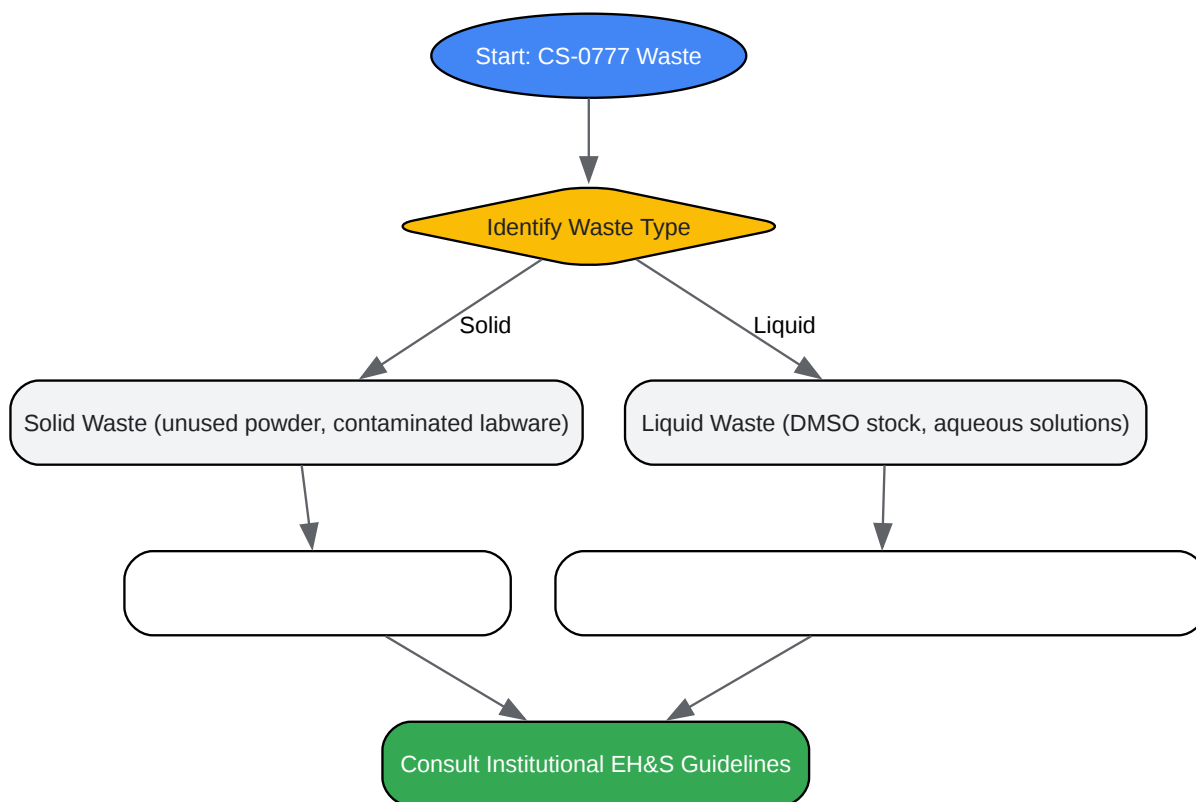 Start: CS-0777 Waste
Identify Waste Type
Solid
Liquid
Solid Waste (unused powder, contaminated labware)
Liquid Waste (DMSO stock, aqueous solutions)
Consult Institutional EH&S Guidelines